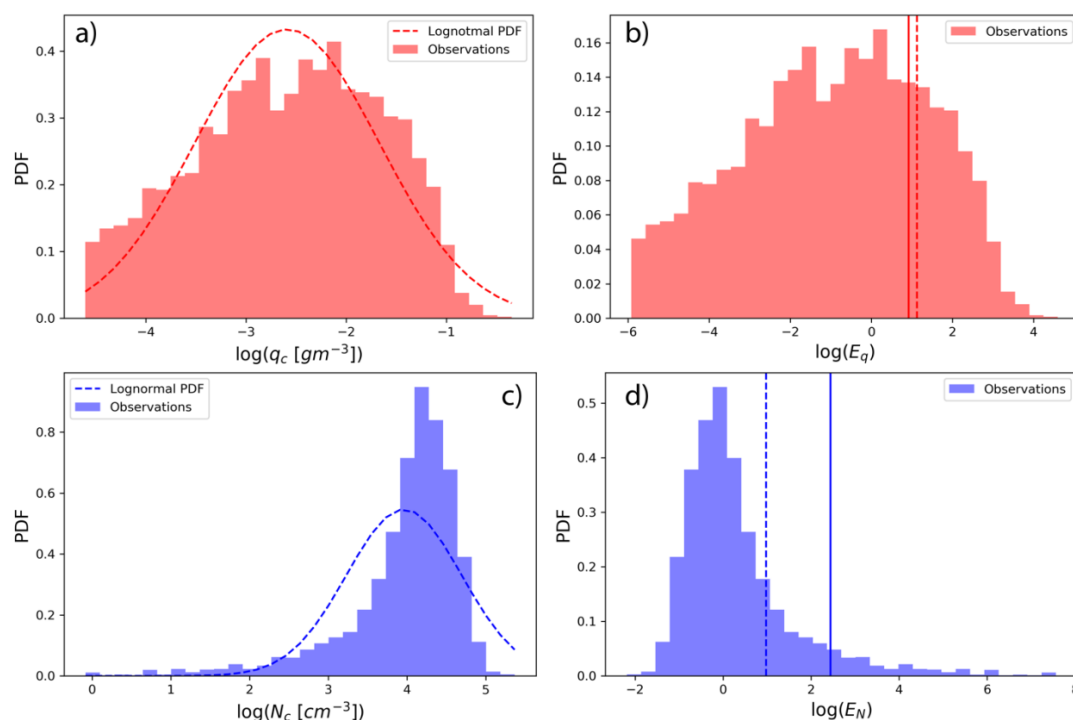 a)
Lognotmal PDF
Observations
0.4
0.3
0.2
0.1
0.0
PDF
−4
−3
−2
−1
log(q_c [gm^{−3}])
b)
Observations
0.16
0.14
0.12
0.10
0.08
0.06
0.04
0.02
0.00
PDF
−6
−4
−2
0
2
4
log(E_q)
Lognormal PDF
Observations
c)
0.8
0.6
0.4
0.2
0.0
PDF
0
1
2
3
4
5
log(N_c [cm^{−3}])
d)
Observations
0.5
0.4
0.3
0.2
0.1
0.0
PDF
−2
0
2
4
6
8
log(E_N)